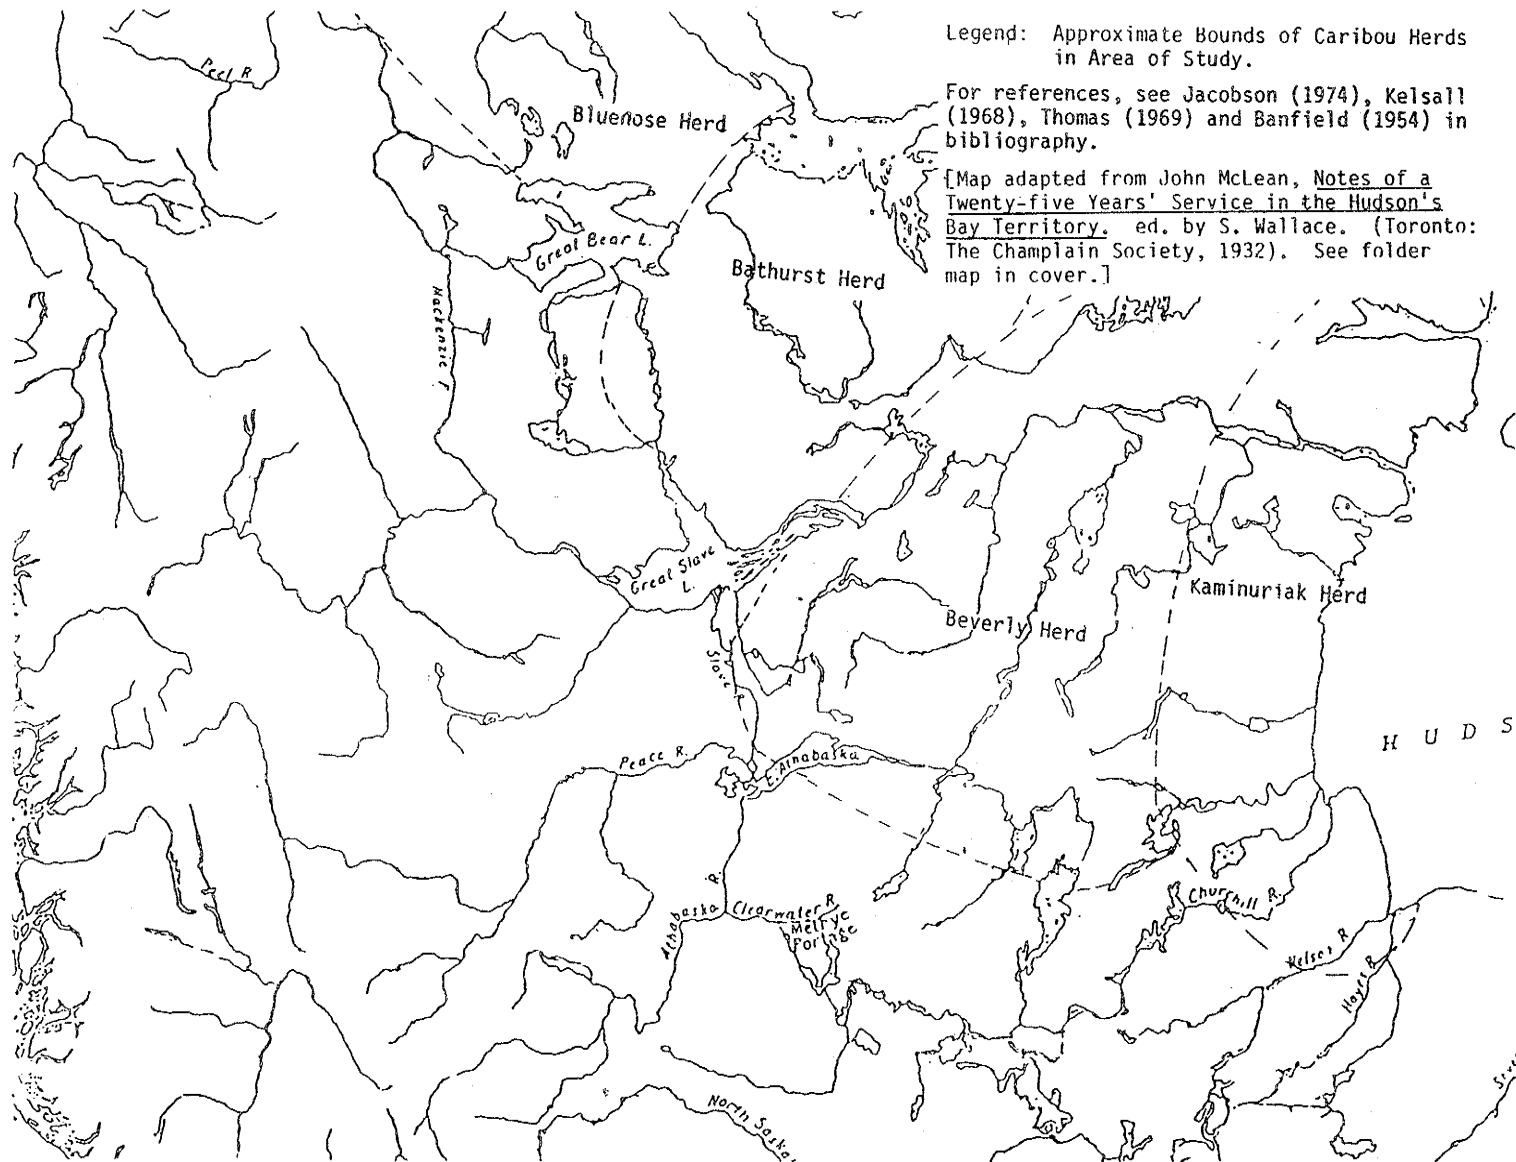 Legend: Approximate Bounds of Caribou Herds
in Area of Study.
For references, see Jacobson (1974), Kelsall
(1968), Thomas (1969) and Banfield (1954) in
bibliography.
[Map adapted from John McLean, Notes of a
Twenty-five Years' Service in the Hudson's
Bay Territory. ed. by S. Wallace. (Toronto:
The Champlain Society, 1932). See folder
map in cover.]
Peel R
Bluenose Herd
Great Bear L.
Bathurst Herd
Mackenzie
Great Slave
L.
Kaminuriak Herd
Beverly Herd
Slave R.
H U D S
Peace R.
L. Athabaska
Athabaska R
Clearwater R.
Metrye
Portage
Churchill R.
Nelson R
Hayes R
North Saska
Seve